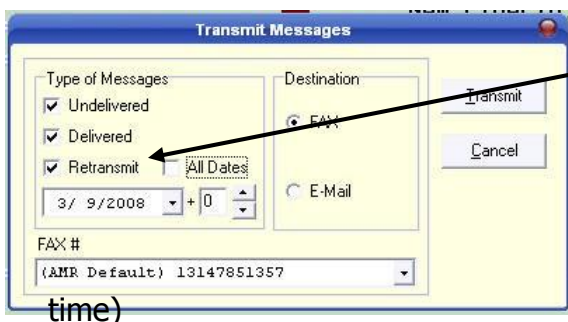 Transmit Messages
Type of Messages
Undelivered
Delivered
Retransmit All Dates
3/ 9/2008 + 0
Destination
FAX
E-Mail
Transmit
Cancel
FAX #
(AMR Default) 13147851357
time)